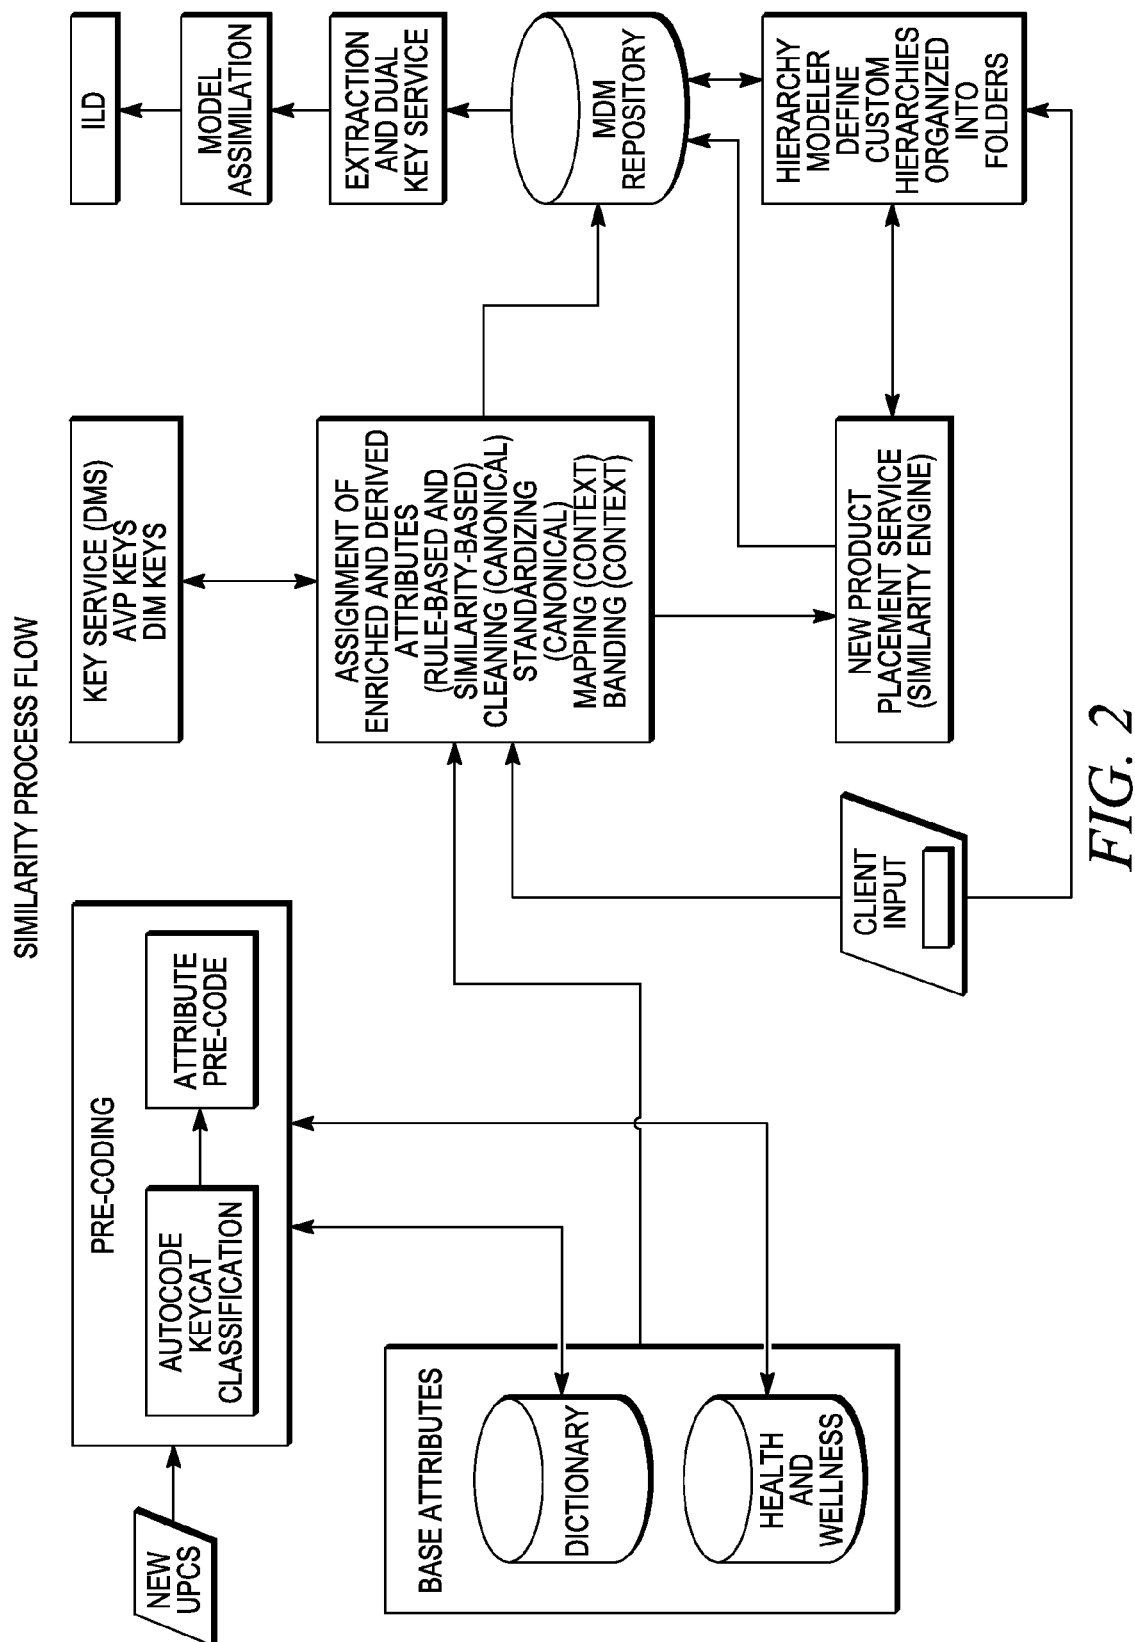 SIMILARITY PROCESS FLOW
NEW
UPCS
PRE-CODING
AUTOCODE
KEYCAT
CLASSIFICATION
ATTRIBUTE
PRE-CODE
BASE ATTRIBUTES
DICTIONARY
HEALTH
AND
WELLNESS
CLIENT
INPUT
KEY SERVICE (DMS)
AVP KEYS
DIM KEYS
ASSIGNMENT OF
ENRICHED AND DERIVED
ATTRIBUTES
(RULE-BASED AND
SIMILARITY-BASED)
CLEANING (CANONICAL)
STANDARDIZING
(CANONICAL)
MAPPING (CONTEXT)
BANDING (CONTEXT)
NEW PRODUCT
PLACEMENT SERVICE
(SIMILARITY ENGINE)
ILD
MODEL
ASSIMILATION
EXTRACTION
AND DUAL
KEY SERVICE
MDM
REPOSITORY
HIERARCHY
MODELER
DEFINE
CUSTOM
HIERARCHIES
ORGANIZED
INTO
FOLDERS
FIG. 2